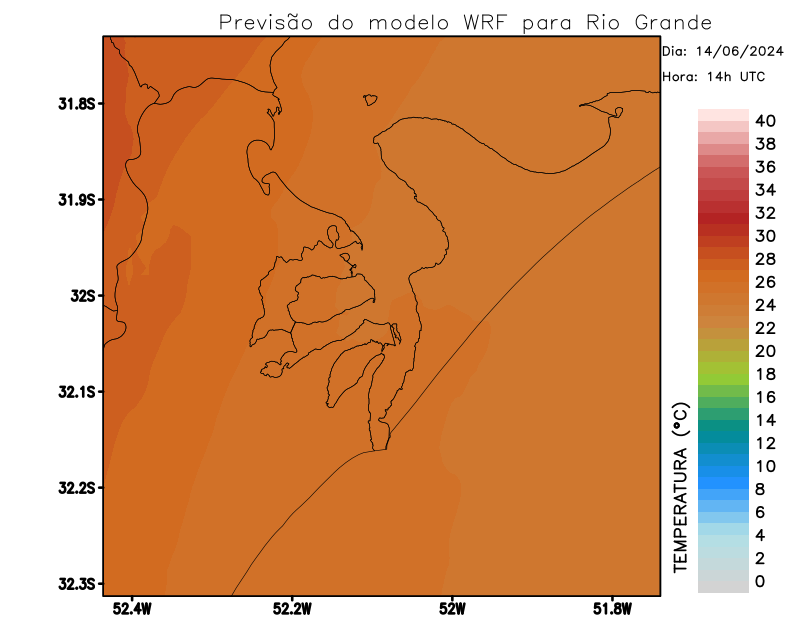 Previsão do modelo WRF para Rio Grande
Dia: 14/06/2024
Hora: 14h UTC
31.8S
31.9S
32S
32.1S
32.2S
32.3S
52.4W
52.2W
52W
51.8W
TEMPERATURA (°C)
40
38
36
34
32
30
28
26
24
22
20
18
16
14
12
10
8
6
4
2
0